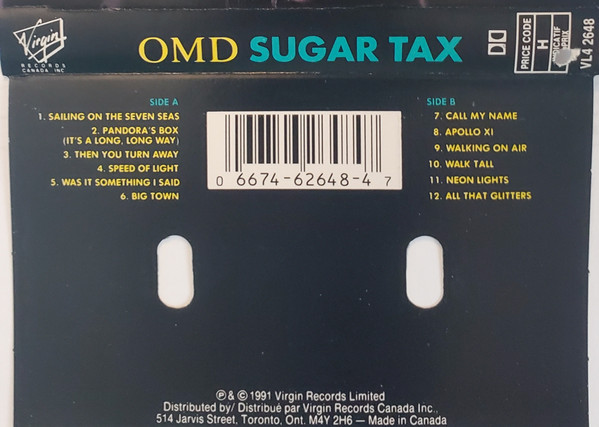 Virgin
RECORDS
CANADA INC
OMD SUGAR TAX
PRICE CODE
H
VL4 2648
SIDE A
1. SAILING ON THE SEVEN SEAS
2. PANDORA'S BOX
(IT'S A LONG, LONG WAY)
3. THEN YOU TURN AWAY
4. SPEED OF LIGHT
5. WAS IT SOMETHING I SAID
6. BIG TOWN
0 6674-62648-4 7
SIDE B
7. CALL MY NAME
8. APOLLO XI
9. WALKING ON AIR
10. WALK TALL
11. NEON LIGHTS
12. ALL THAT GLITTERS
℗ & © 1991 Virgin Records Limited
Distributed by/ Distribué par Virgin Records Canada Inc.,
514 Jarvis Street, Toronto, Ont. M4Y 2H6 — Made in Canada